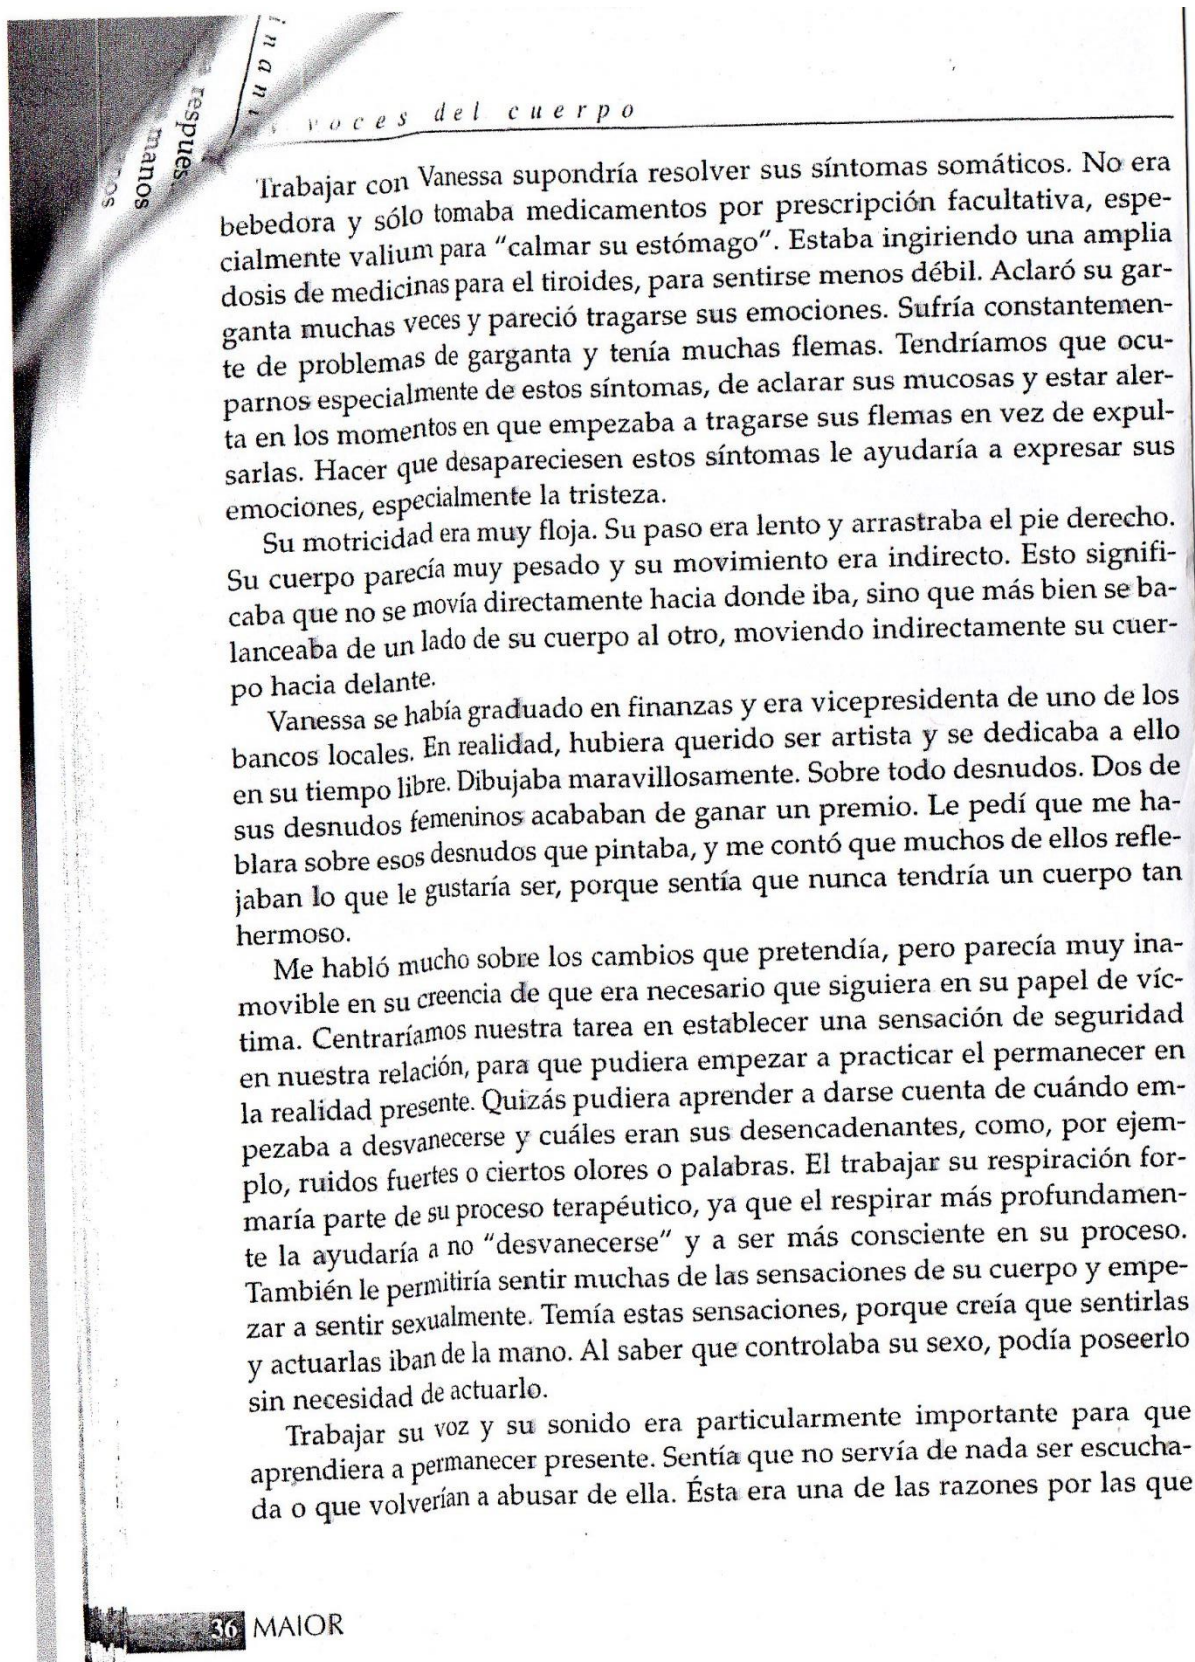 voces del cuerpo
respues
manos
Trabajar con Vanessa supondría resolver sus síntomas somáticos. No era
bebedora y sólo tomaba medicamentos por prescripción facultativa, espe-
cialmente valium para "calmar su estómago". Estaba ingiriendo una amplia
dosis de medicinas para el tiroides, para sentirse menos débil. Aclaró su gar-
ganta muchas veces y pareció tragarse sus emociones. Sufría constantemen-
te de problemas de garganta y tenía muchas flemas. Tendríamos que ocu-
parnos especialmente de estos síntomas, de aclarar sus mucosas y estar aler-
ta en los momentos en que empezaba a tragarse sus flemas en vez de expul-
sarlas. Hacer que desapareciesen estos síntomas le ayudaría a expresar sus
emociones, especialmente la tristeza.
Su motricidad era muy floja. Su paso era lento y arrastraba el pie derecho.
Su cuerpo parecía muy pesado y su movimiento era indirecto. Esto signifi-
caba que no se movía directamente hacia donde iba, sino que más bien se ba-
lanceaba de un lado de su cuerpo al otro, moviendo indirectamente su cuer-
po hacia delante.
Vanessa se había graduado en finanzas y era vicepresidenta de uno de los
bancos locales. En realidad, hubiera querido ser artista y se dedicaba a ello
en su tiempo libre. Dibujaba maravillosamente. Sobre todo desnudos. Dos de
sus desnudos femeninos acababan de ganar un premio. Le pedí que me ha-
blara sobre esos desnudos que pintaba, y me contó que muchos de ellos refle-
jaban lo que le gustaría ser, porque sentía que nunca tendría un cuerpo tan
hermoso.
Me habló mucho sobre los cambios que pretendía, pero parecía muy ina-
movible en su creencia de que era necesario que siguiera en su papel de víc-
tima. Centraríamos nuestra tarea en establecer una sensación de seguridad
en nuestra relación, para que pudiera empezar a practicar el permanecer en
la realidad presente. Quizás pudiera aprender a darse cuenta de cuándo em-
pezaba a desvanecerse y cuáles eran sus desencadenantes, como, por ejem-
plo, ruidos fuertes o ciertos olores o palabras. El trabajar su respiración for-
maría parte de su proceso terapéutico, ya que el respirar más profundamen-
te la ayudaría a no "desvanecerse" y a ser más consciente en su proceso.
También le permitiría sentir muchas de las sensaciones de su cuerpo y empe-
zar a sentir sexualmente. Temía estas sensaciones, porque creía que sentirlas
y actuarlas iban de la mano. Al saber que controlaba su sexo, podía poseerlo
sin necesidad de actuarlo.
Trabajar su voz y su sonido era particularmente importante para que
aprendiera a permanecer presente. Sentía que no servía de nada ser escucha-
da o que volverían a abusar de ella. Ésta era una de las razones por las que
36 MAIOR